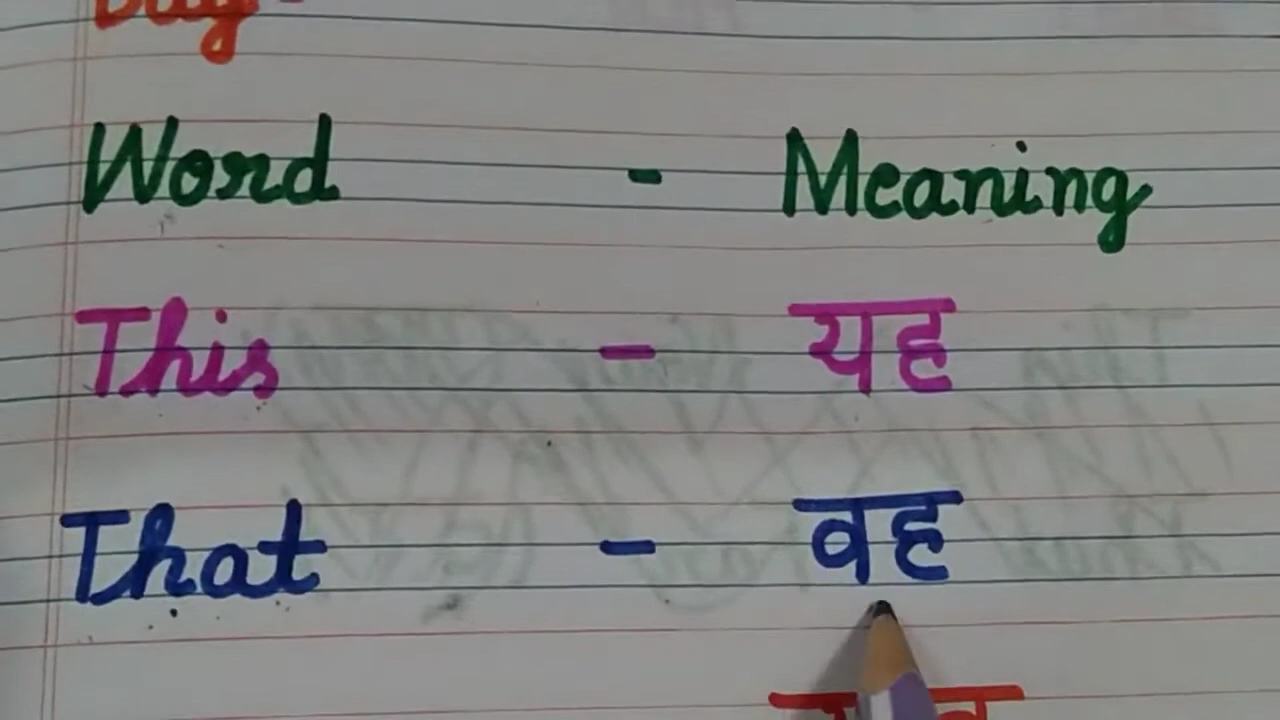 Word - Meaning
This - यह
That - वह